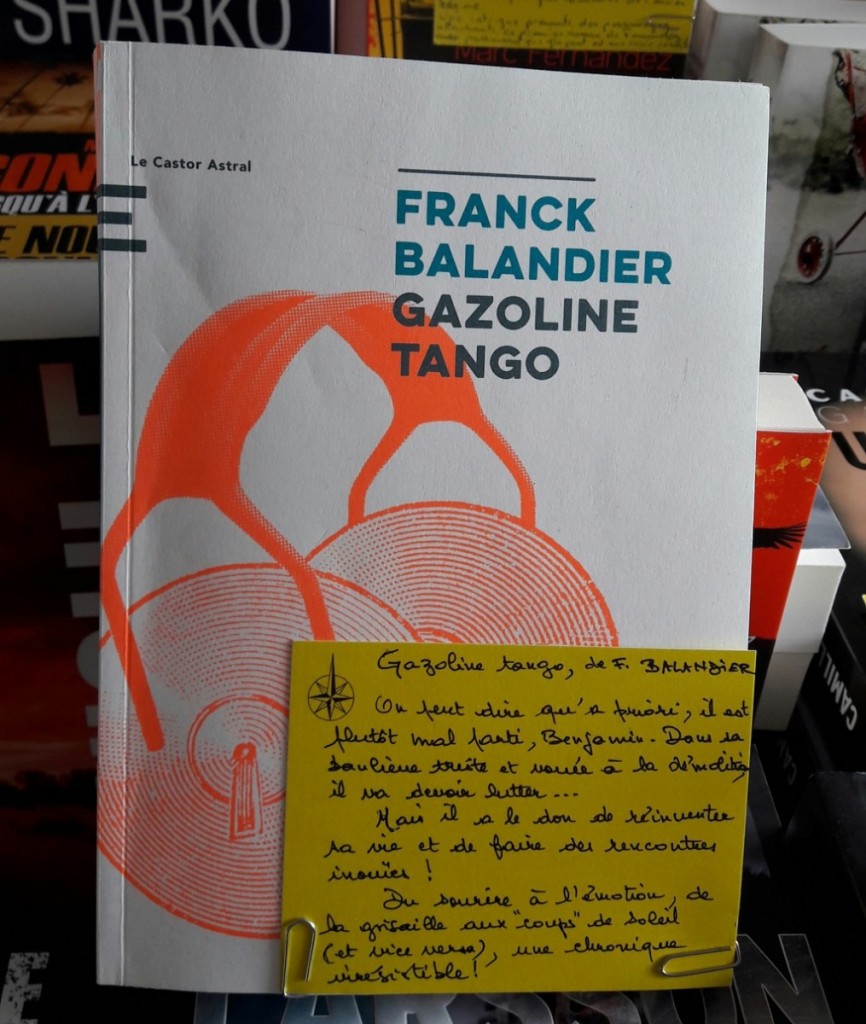 SHARKO
Marc Fernandez
Le Castor Astral
FRANCK
BALANDIER
GAZOLINE
TANGO
Gazoline tango, de F. BALANDIER
On peut dire qu'a priori, il est
plutôt mal parti, Benjamin. Dans sa
banlieue triste et vouée à la démolition
il va devoir lutter...
Mais il a le don de réinventer
sa vie et de faire des rencontres
inouïes !
Du sourire à l'émotion, de
la grisaille aux "coups" de soleil
(et vice versa), une chronique
irrésistible !
CAMILL